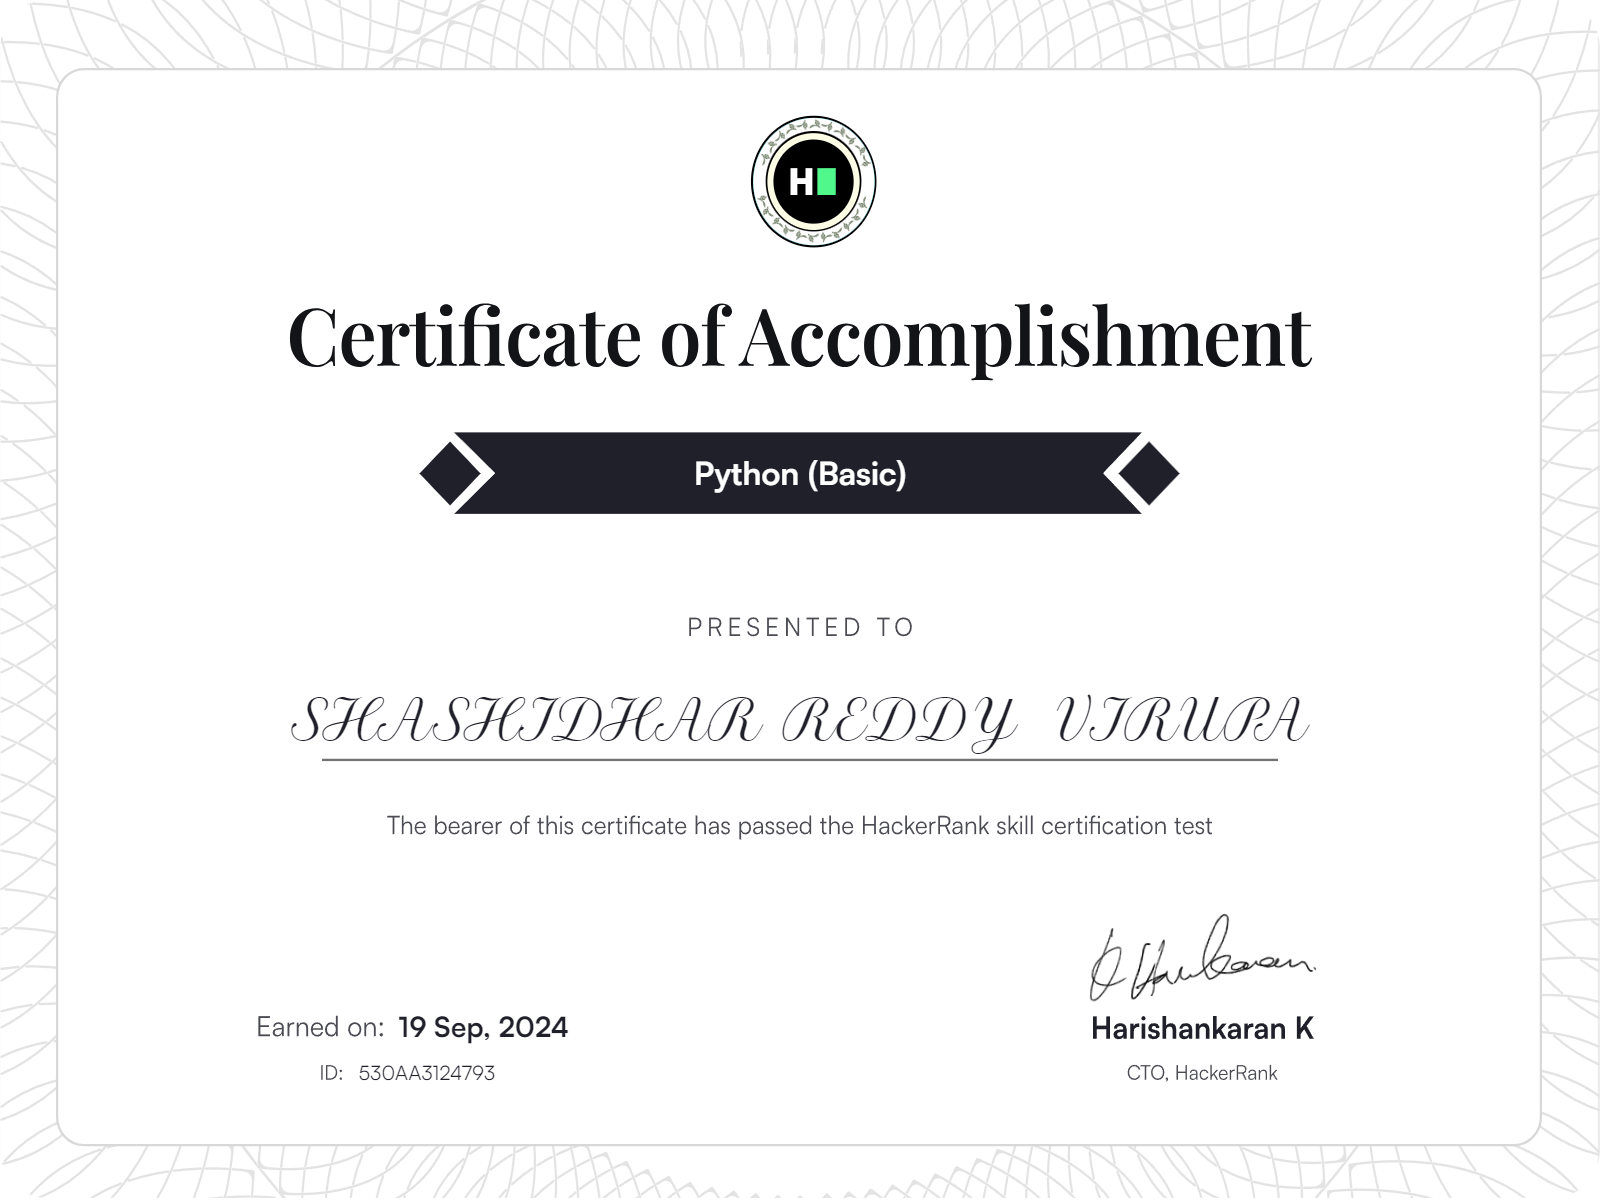 H
Certificate of Accomplishment
Python (Basic)
PRESENTED TO
SHASHIDHAR REDDY VIRUPA
The bearer of this certificate has passed the HackerRank skill certification test
Earned on: 19 Sep, 2024
ID: 530AA3124793
Harishankaran K
CTO, HackerRank